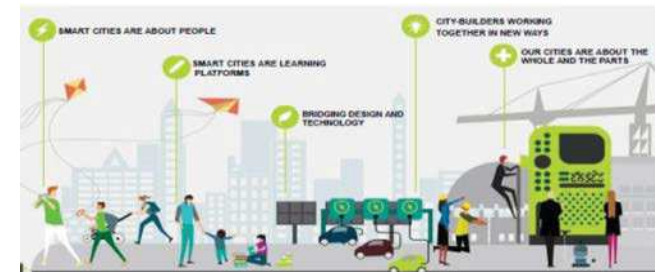 SMART CITIES ARE ABOUT PEOPLE
SMART CITIES ARE LEARNING
PLATFORMS
BRIDGING DESIGN AND
TECHNOLOGY
CITY-BUILDERS WORKING
TOGETHER IN NEW WAYS
OUR CITIES ARE ABOUT THE
WHOLE AND THE PARTS